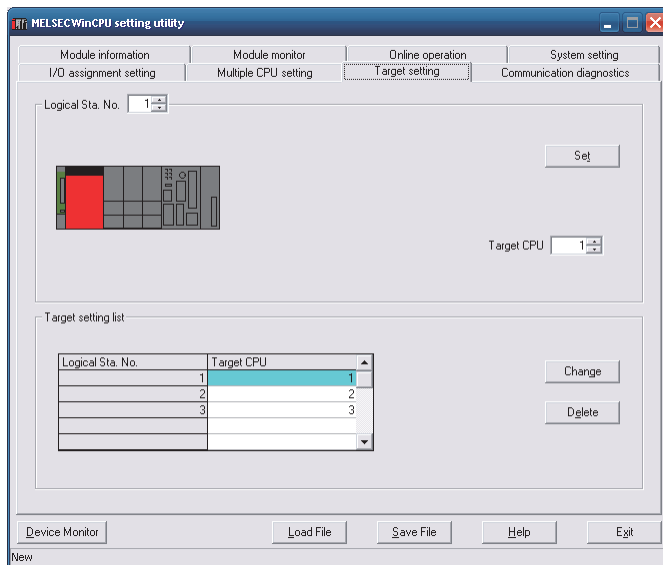 MELSECWinCPU setting utility
Module information Module monitor Online operation System setting
I/O assignment setting Multiple CPU setting Target setting Communication diagnostics
Logical Sta. No. 1
Set
Target CPU 1
Target setting list
Logical Sta. No. Target CPU
1 1
2 2
3 3
Change
Delete
Device Monitor Load File Save File Help Exit
New